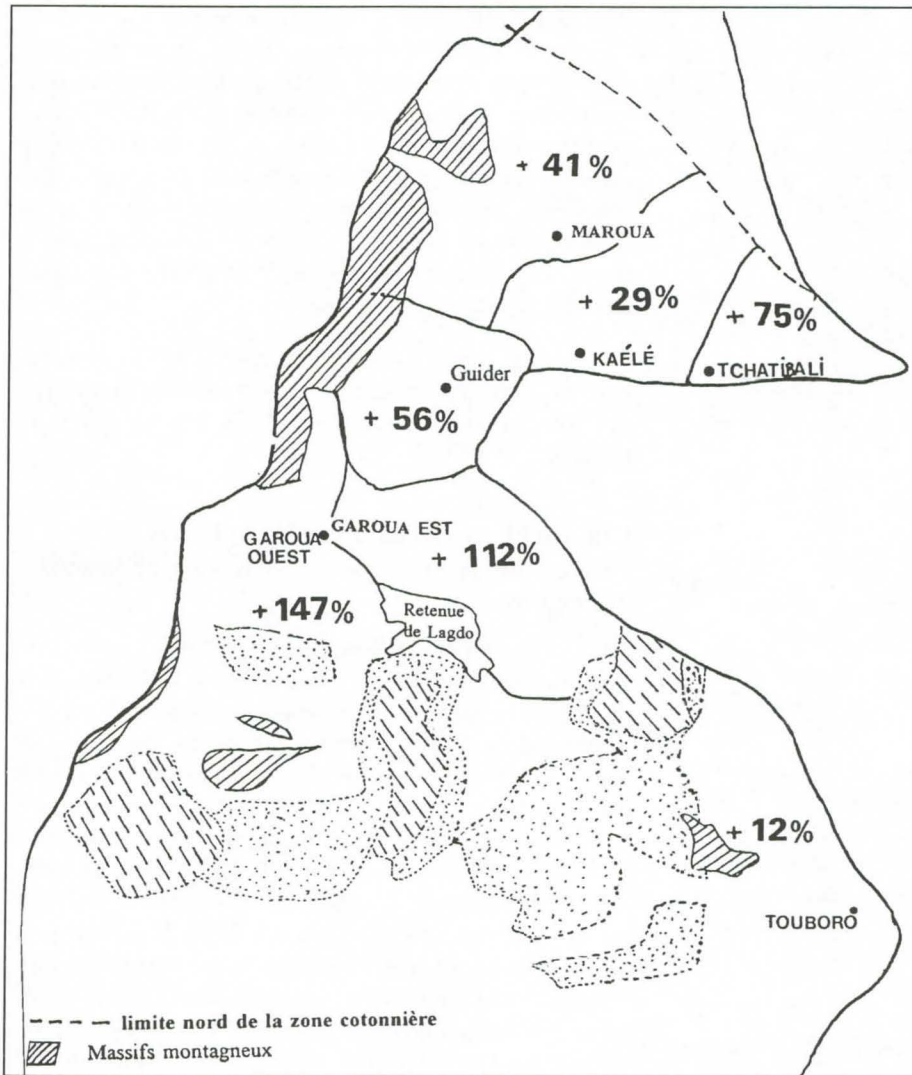 + 41%
MAROUA
+ 29%
+ 75%
KAÉLÉ
TCHATIBALI
Guider
+ 56%
GAROUA EST
GAROUA
OUEST
+ 112%
+ 147%
Retenue
de Lagdo
+ 12%
TOUBORO
limite nord de la zone cotonnière
Massifs montagneux